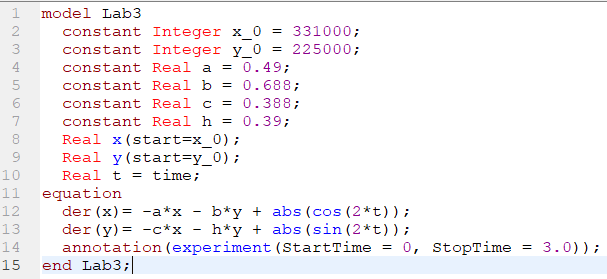 1 model Lab3
2   constant Integer x_0 = 331000;
3   constant Integer y_0 = 225000;
4   constant Real a = 0.49;
5   constant Real b = 0.688;
6   constant Real c = 0.388;
7   constant Real h = 0.39;
8   Real x(start=x_0);
9   Real y(start=y_0);
10   Real t = time;
11 equation
12   der(x)= -a*x - b*y + abs(cos(2*t));
13   der(y)= -c*x - h*y + abs(sin(2*t));
14   annotation(experiment(StartTime = 0, StopTime = 3.0));
15 end Lab3;